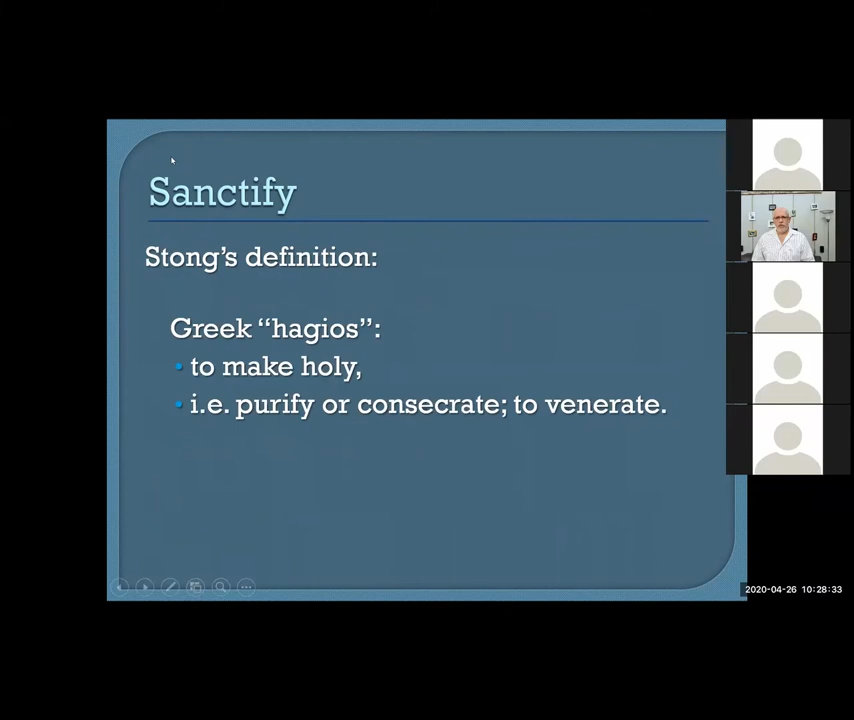 Sanctify
Stong's definition:
Greek “hagios”:
• to make holy,
• i.e. purify or consecrate; to venerate.
2020-04-26 10:28:33